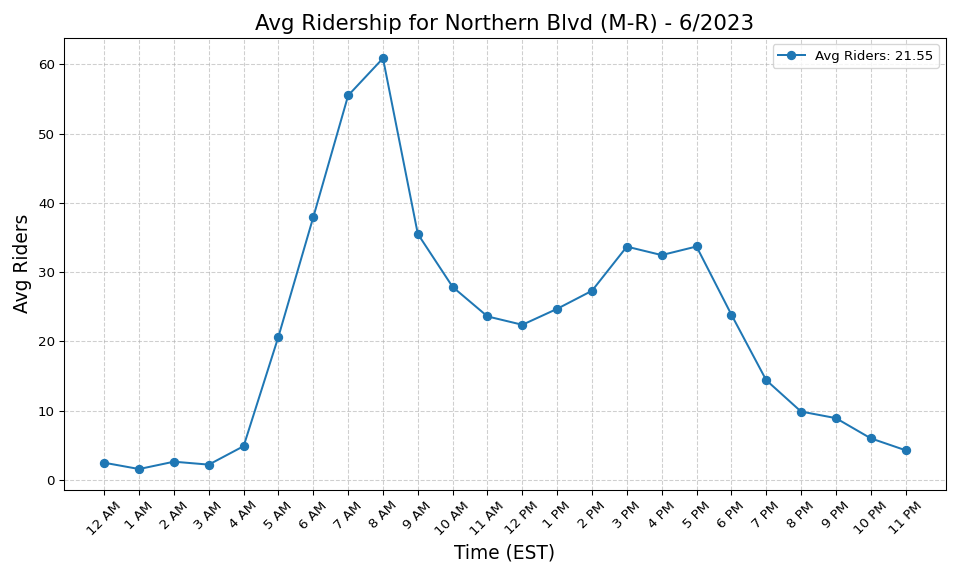 Avg Ridership for Northern Blvd (M-R) - 6/2023
Avg Riders: 21.55
Avg Riders
60
50
40
30
20
10
0
12 AM
1 AM
2 AM
3 AM
4 AM
5 AM
6 AM
7 AM
8 AM
9 AM
10 AM
11 AM
12 PM
1 PM
2 PM
3 PM
4 PM
5 PM
6 PM
7 PM
8 PM
9 PM
10 PM
11 PM
Time (EST)